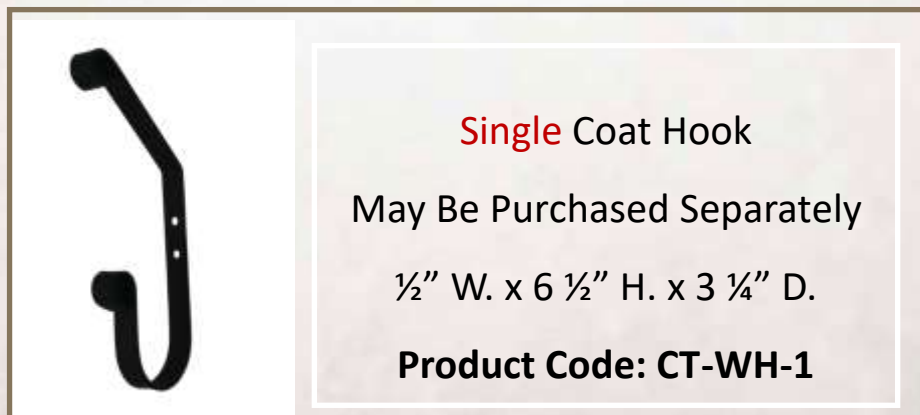 Single Coat Hook
May Be Purchased Separately
½” W. x 6 ½” H. x 3 ¼” D.
Product Code: CT-WH-1